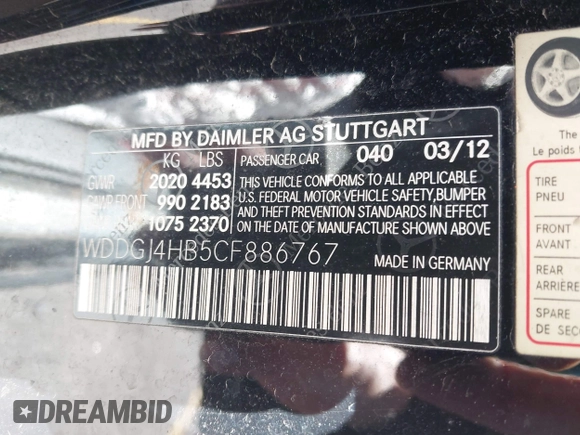 MFD BY DAIMLER AG STUTTGART
KG LBS
PASSENGER CAR 040 03/12
GVWR 2020 4453
GAWR FRONT 990 2183
1075 2370
THIS VEHICLE CONFORMS TO ALL APPLICABLE
U.S. FEDERAL MOTOR VEHICLE SAFETY, BUMPER
AND THEFT PREVENTION STANDARDS IN EFFECT
ON THE DATE OF MANUFACTURE SHOWN ABOVE
WDDGJ4HB5CF886767
MADE IN GERMANY
The
Le poids
TIRE
PNEU
FRONT
AVANT
REAR
ARRIÈRE
SPARE
DE SEC
DREAMBID